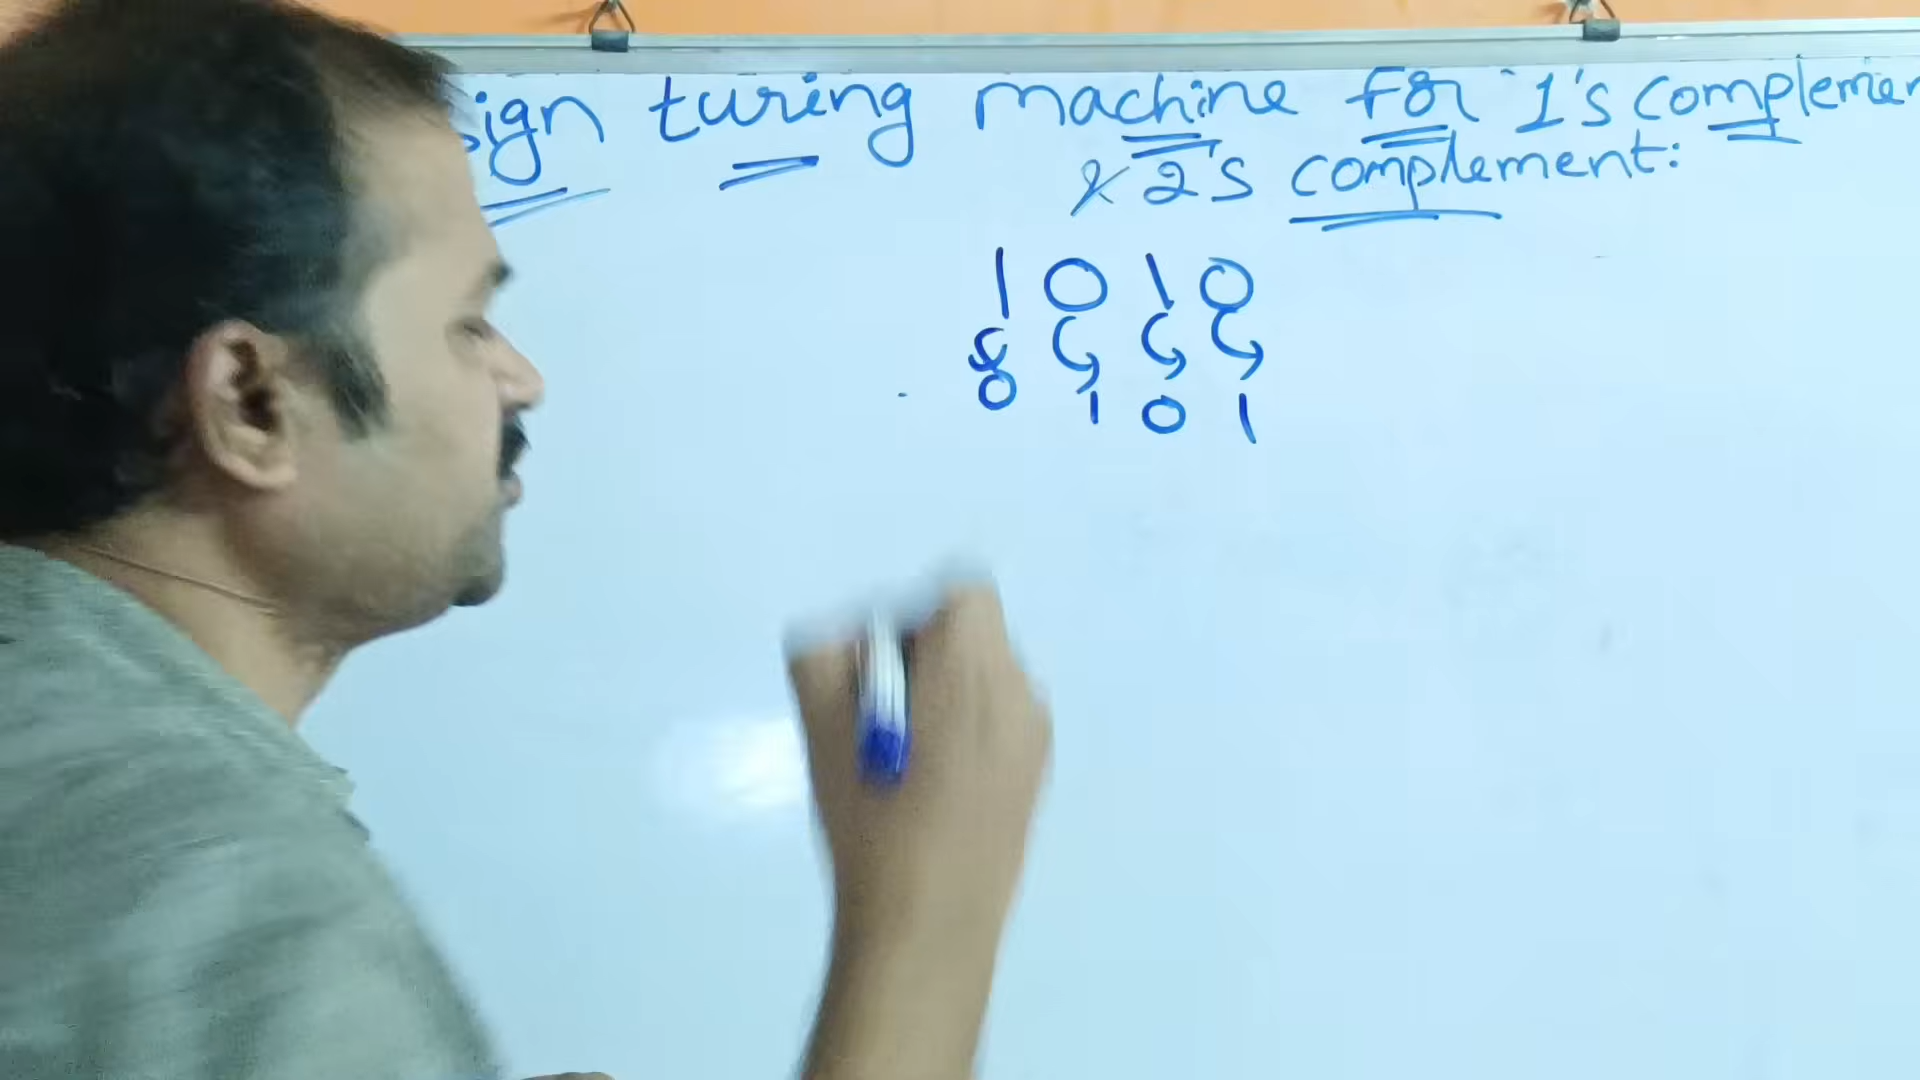 sign turing machine for 1's complemen
& 2's complement:
1 0 1 0
0 1 0 1